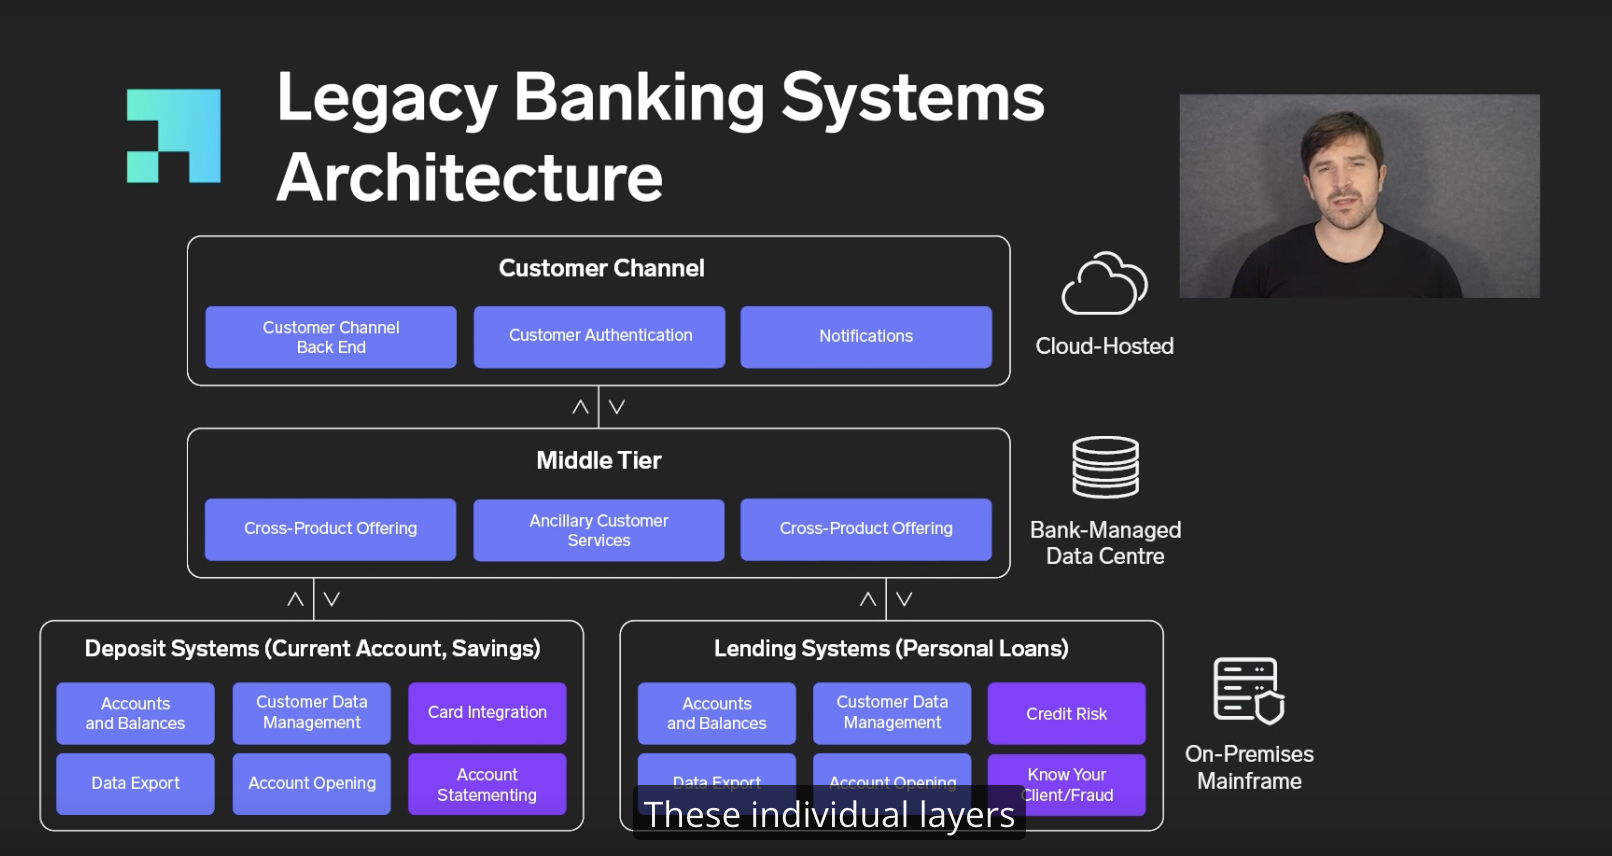 Legacy Banking Systems
Architecture
Customer Channel
Customer Channel
Back End
Customer Authentication
Notifications
Cloud-Hosted
Middle Tier
Cross-Product Offering
Ancillary Customer
Services
Cross-Product Offering
Bank-Managed
Data Centre
Deposit Systems (Current Account, Savings)
Accounts
and Balances
Customer Data
Management
Card Integration
Data Export
Account Opening
Account
Statementing
Lending Systems (Personal Loans)
Accounts
and Balances
Customer Data
Management
Credit Risk
Data Export
Account Opening
Know Your
Client/Fraud
On-Premises
Mainframe
These individual layers